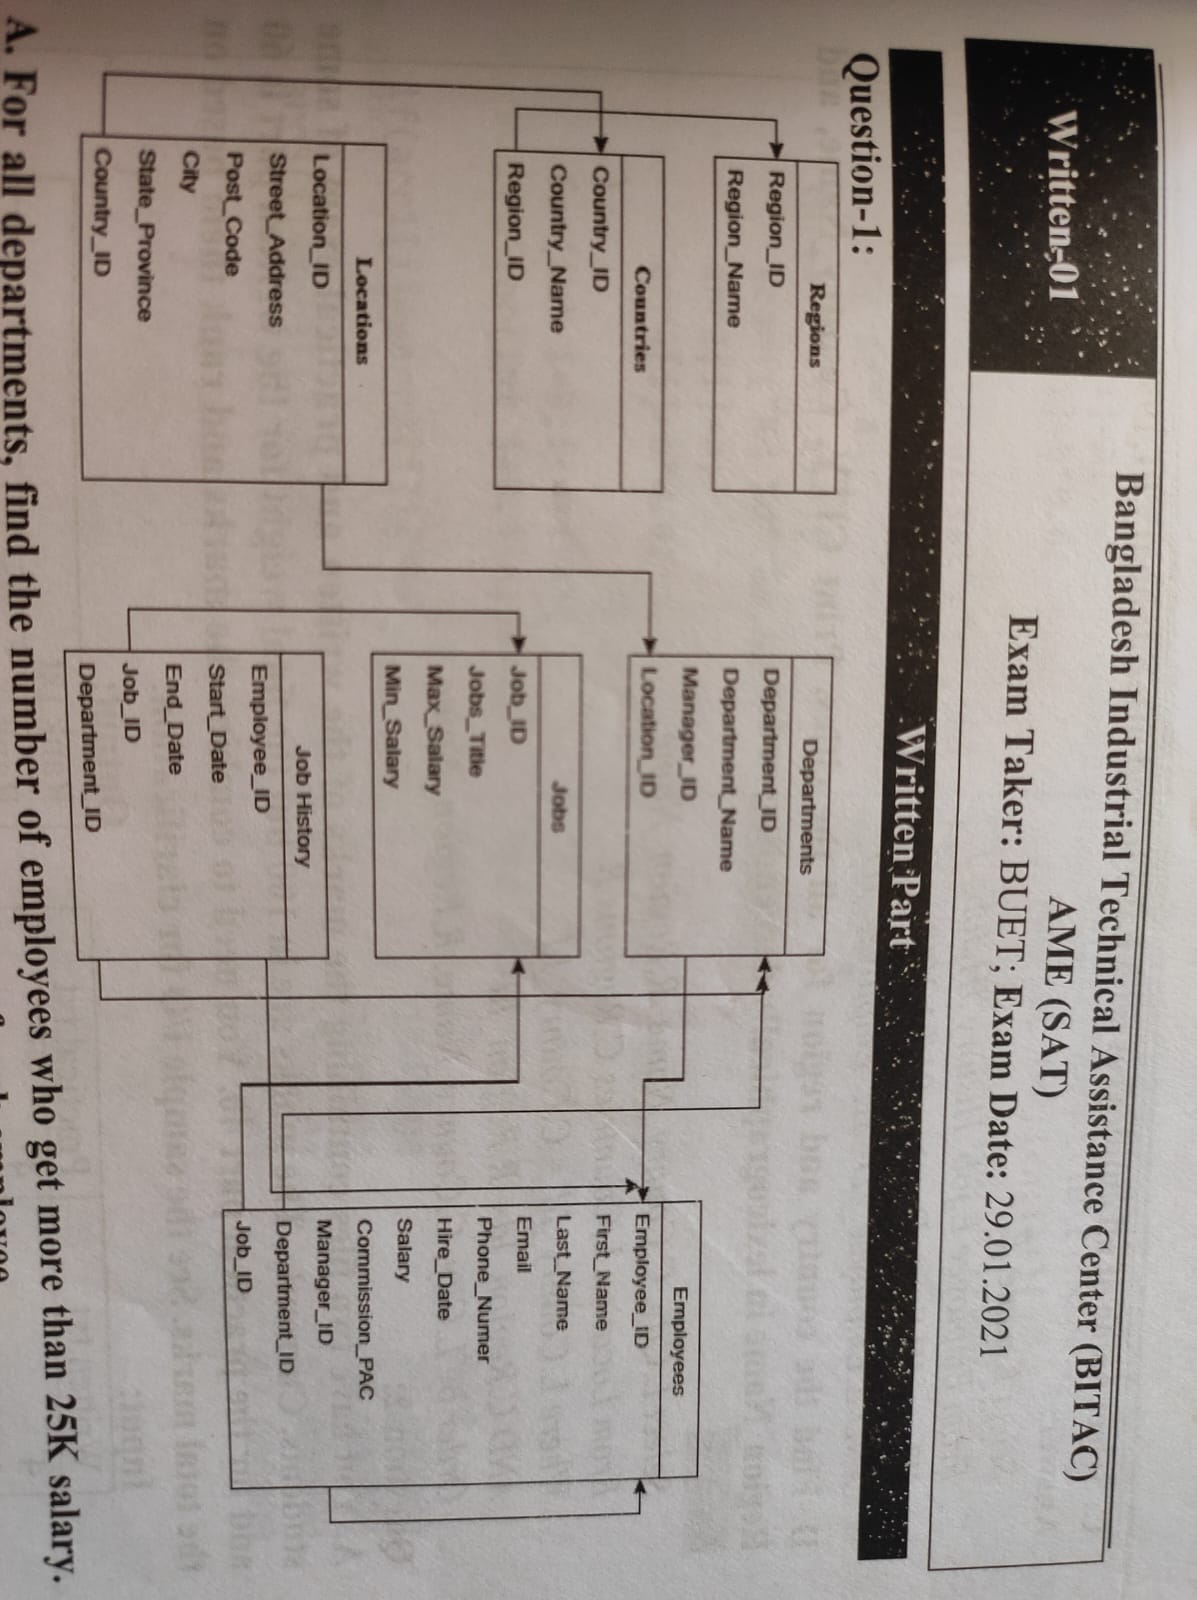 Written-01
Bangladesh Industrial Technical Assistance Center (BITAC)
AME (SAT)
Exam Taker: BUET; Exam Date: 29.01.2021
Written Part
Question-1:
Regions
Region_ID
Region_Name
Countries
Country_ID
Country_Name
Region_ID
Locations
Location_ID
Street_Address
Post_Code
City
State_Province
Country_ID
Departments
Department_ID
Department_Name
Manager_ID
Location_ID
Jobs
Job_ID
Jobs_Title
Max_Salary
Min_Salary
Job History
Employee_ID
Start_Date
End_Date
Job_ID
Department_ID
Employees
Employee_ID
First_Name
Last_Name
Email
Phone_Numer
Hire_Date
Salary
Commission_PAC
Manager_ID
Department_ID
Job_ID
A. For all departments, find the number of employees who get more than 25K salary.